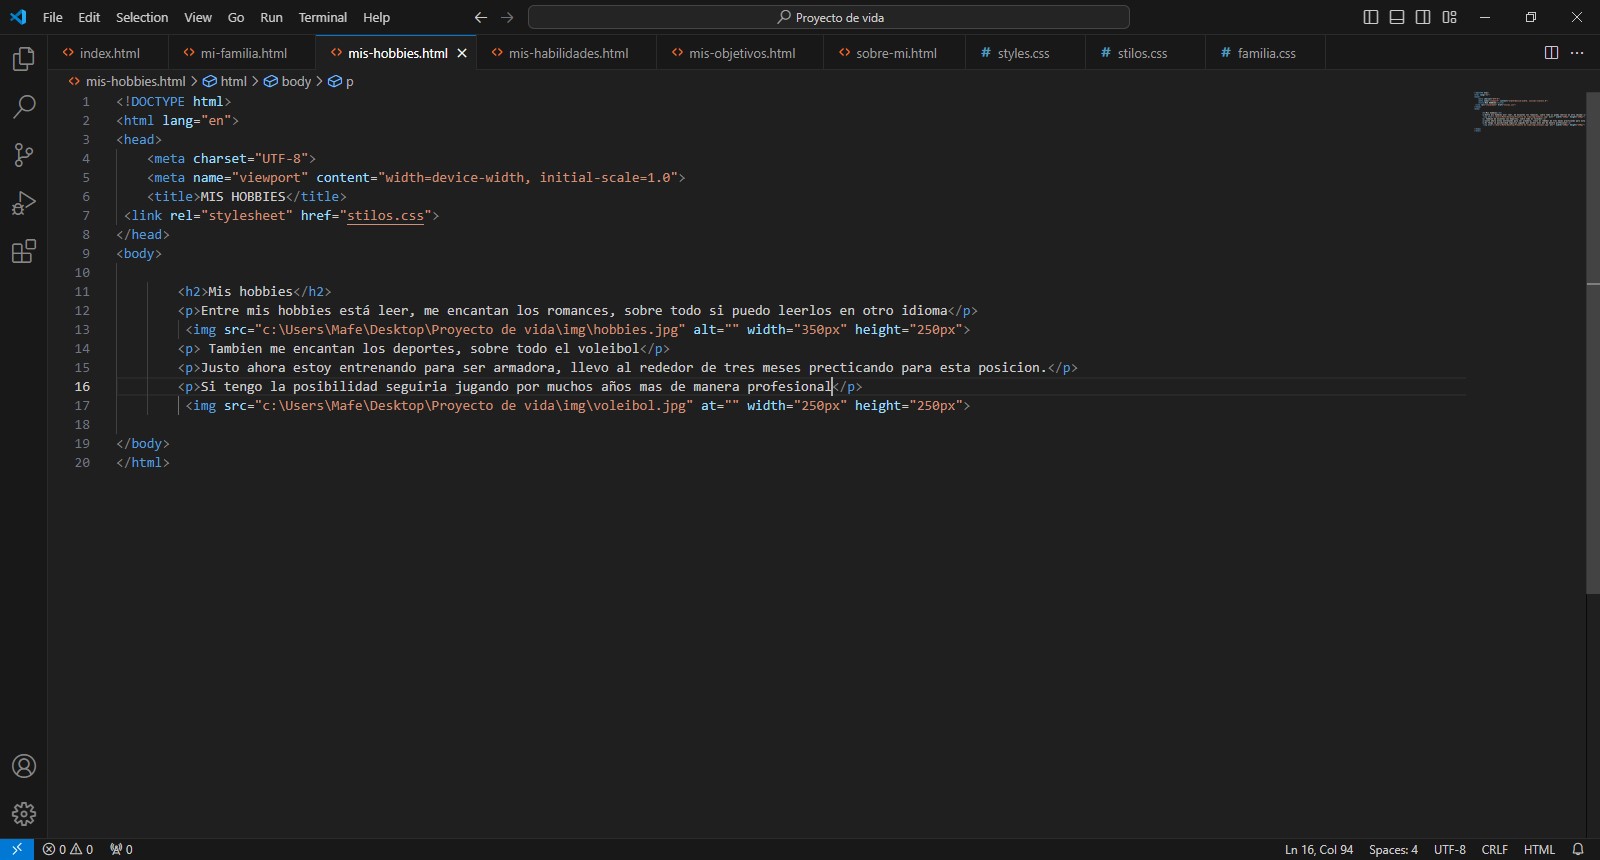 File Edit Selection View Go Run Terminal Help Proyecto de vida
index.html mi-familia.html mis-hobbies.html mis-habilidades.html mis-objetivos.html sobre-mi.html # styles.css # stilos.css # familia.css
mis-hobbies.html > html > body > p
1 <!DOCTYPE html>
2 <html lang="en">
3 <head>
4 <meta charset="UTF-8">
5 <meta name="viewport" content="width=device-width, initial-scale=1.0">
6 <title>MIS HOBBIES</title>
7 <link rel="stylesheet" href="stilos.css">
8 </head>
9 <body>
10
11 <h2>Mis hobbies</h2>
12 <p>Entre mis hobbies está leer, me encantan los romances, sobre todo si puedo leerlos en otro idioma</p>
13 <img src="c:\Users\Mafe\Desktop\Proyecto de vida\img\hobbies.jpg" alt="" width="350px" height="250px">
14 <p> Tambien me encantan los deportes, sobre todo el voleibol</p>
15 <p>Justo ahora estoy entrenando para ser armadora, llevo al rededor de tres meses precticando para esta posicion.</p>
16 <p>Si tengo la posibilidad seguiria jugando por muchos años mas de manera profesional</p>
17 <img src="c:\Users\Mafe\Desktop\Proyecto de vida\img\voleibol.jpg" at="" width="250px" height="250px">
18
19 </body>
20 </html>
0 0 0 Ln 16, Col 94 Spaces: 4 UTF-8 CRLF HTML